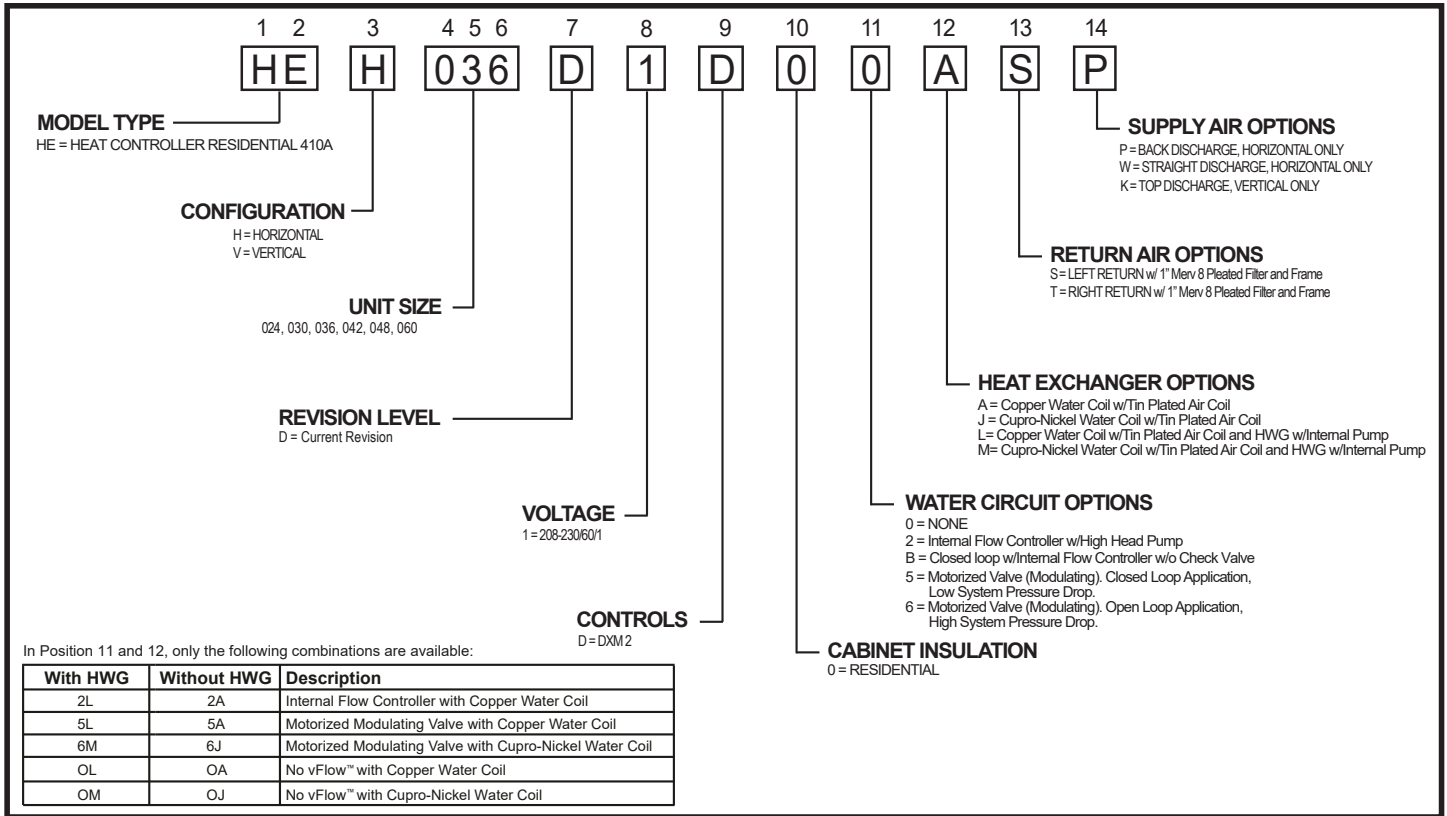 1 2 3 4 5 6 7 8 9 10 11 12 13 14
HE H 036 D 1 D 0 0 A S P
MODEL TYPE
HE = HEAT CONTROLLER RESIDENTIAL 410A
CONFIGURATION
H = HORIZONTAL
V = VERTICAL
UNIT SIZE
024, 030, 036, 042, 048, 060
REVISION LEVEL
D = Current Revision
VOLTAGE
1 = 208-230/60/1
CONTROLS
D = DXM2
SUPPLY AIR OPTIONS
P = BACK DISCHARGE, HORIZONTAL ONLY
W = STRAIGHT DISCHARGE, HORIZONTAL ONLY
K = TOP DISCHARGE, VERTICAL ONLY
RETURN AIR OPTIONS
S = LEFT RETURN w/ 1" Merv 8 Pleated Filter and Frame
T = RIGHT RETURN w/ 1" Merv 8 Pleated Filter and Frame
HEAT EXCHANGER OPTIONS
A = Copper Water Coil w/Tin Plated Air Coil
J = Cupro-Nickel Water Coil w/Tin Plated Air Coil
L= Copper Water Coil w/Tin Plated Air Coil and HWG w/Internal Pump
M= Cupro-Nickel Water Coil w/Tin Plated Air Coil and HWG w/Internal Pump
WATER CIRCUIT OPTIONS
0 = NONE
2 = Internal Flow Controller w/High Head Pump
B = Closed loop w/Internal Flow Controller w/o Check Valve
5 = Motorized Valve (Modulating). Closed Loop Application,
Low System Pressure Drop.
6 = Motorized Valve (Modulating). Open Loop Application,
High System Pressure Drop.
CABINET INSULATION
0 = RESIDENTIAL
In Position 11 and 12, only the following combinations are available:
With HWG Without HWG Description
2L 2A Internal Flow Controller with Copper Water Coil
5L 5A Motorized Modulating Valve with Copper Water Coil
6M 6J Motorized Modulating Valve with Cupro-Nickel Water Coil
OL OA No vFlow™ with Copper Water Coil
OM OJ No vFlow™ with Cupro-Nickel Water Coil